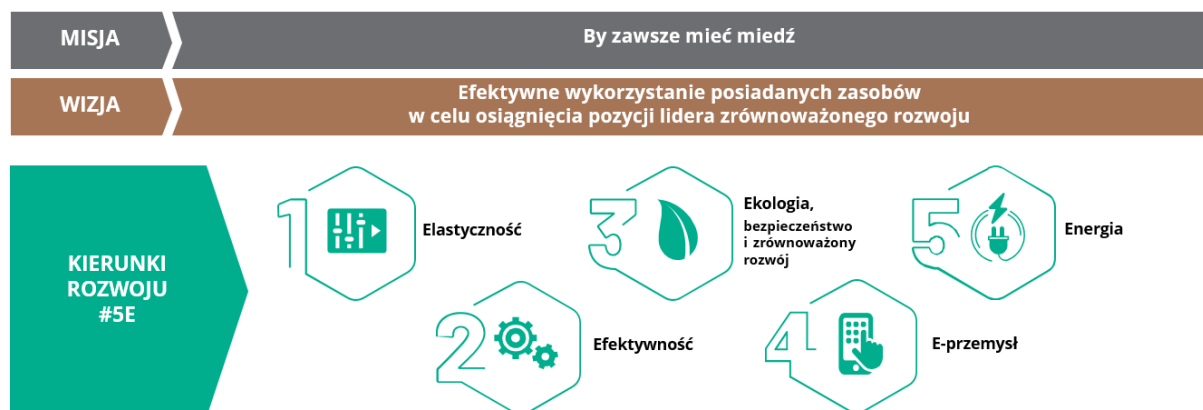 MISJA
By zawsze mieć miedź
WIZJA
Efektywne wykorzystanie posiadanych zasobów
w celu osiągnięcia pozycji lidera zrównoważonego rozwoju
KIERUNKI
ROZWOJU
#5E
1
Elastyczność
2
Efektywność
3
Ekologia,
bezpieczeństwo
i zrównoważony
rozwój
4
E-przemysł
5
Energia